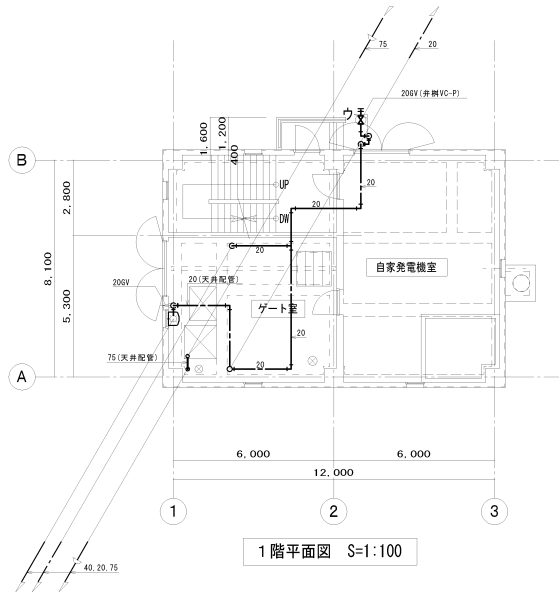 75
20
20GV(弁桝VC-P)
ウ
1,600
1,200
400
B
UP
20
2,800
DW
20
8,100
20
自家発電機室
20GV
20(天井配管)
ゲート室
5,300
20
75(天井配管)
20
20
A
6,000
6,000
12,000
1
2
3
1階平面図 S=1:100
40,20,75